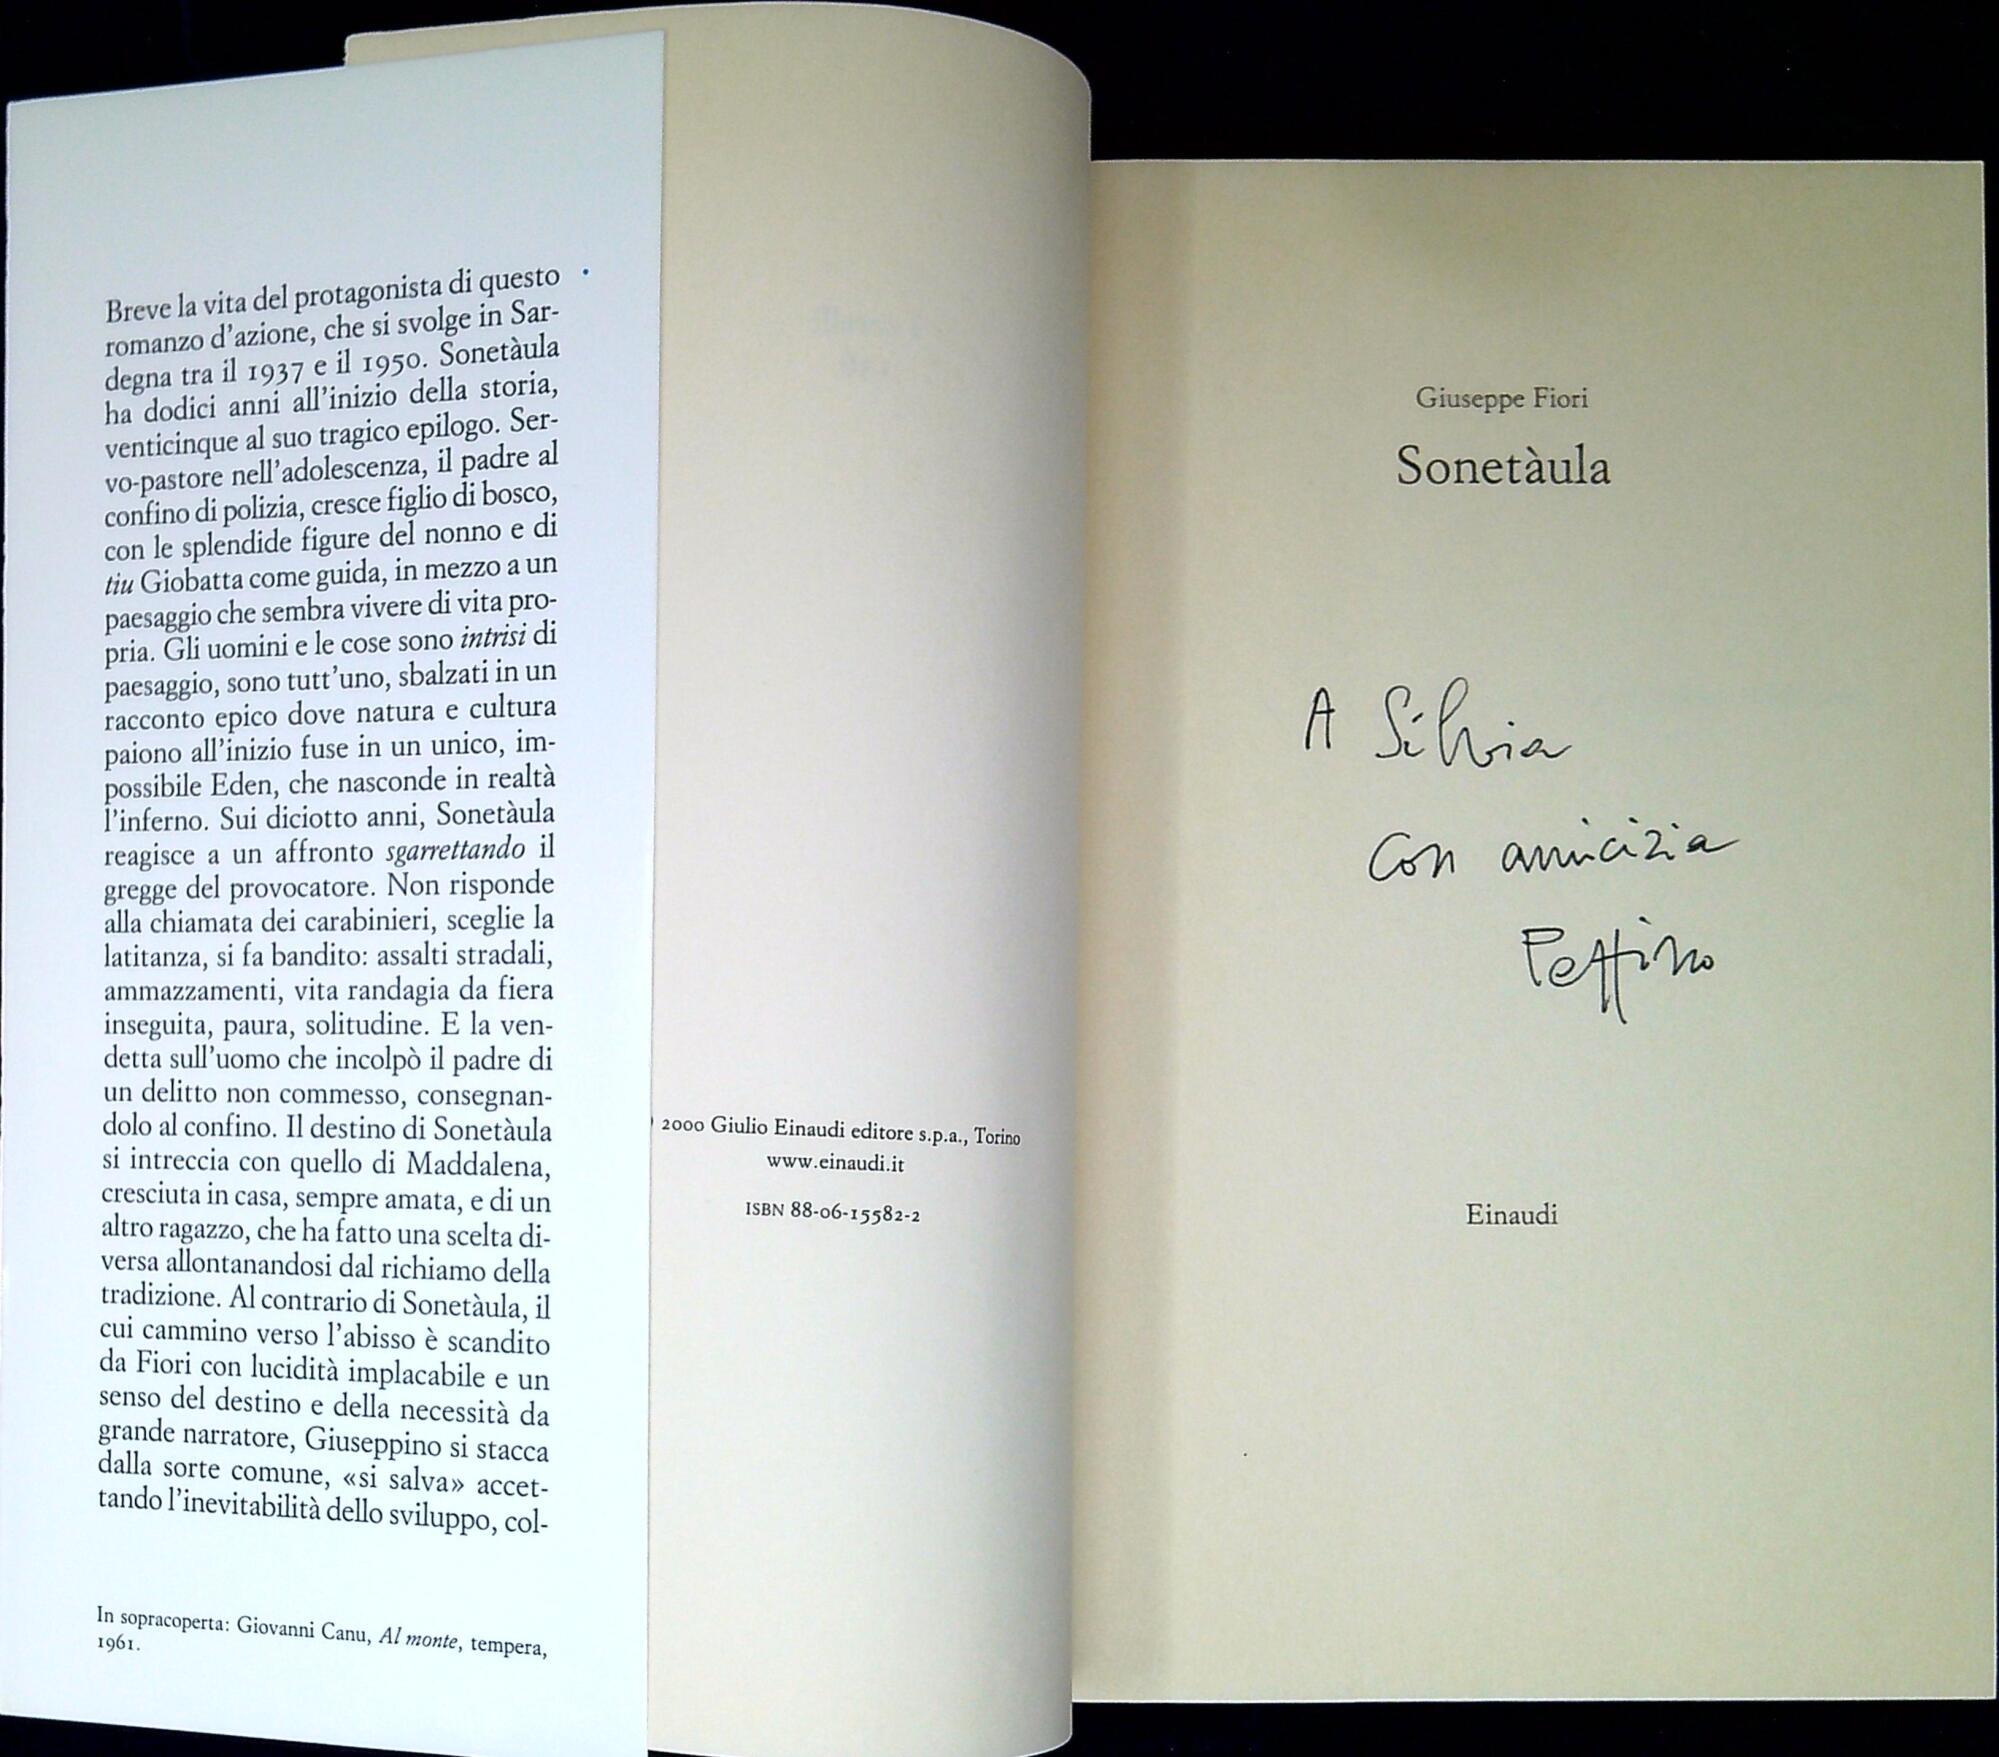 Breve la vita del protagonista di questo
romanzo d'azione, che si svolge in Sar-
degna tra il 1937 e il 1950. Sonetàula
ha dodici anni all'inizio della storia,
venticinque al suo tragico epilogo. Ser-
vo-pastore nell'adolescenza, il padre al
confino di polizia, cresce figlio di bosco,
con le splendide figure del nonno e di
tiu Giobatta come guida, in mezzo a un
paesaggio che sembra vivere di vita pro-
pria. Gli uomini e le cose sono intrisi di
paesaggio, sono tutt'uno, sbalzati in un
racconto epico dove natura e cultura
paiono all'inizio fuse in un unico, im-
possibile Eden, che nasconde in realtà
l'inferno. Sui diciotto anni, Sonetàula
reagisce a un affronto sgarrettando il
gregge del provocatore. Non risponde
alla chiamata dei carabinieri, sceglie la
latitanza, si fa bandito: assalti stradali,
ammazzamenti, vita randagia da fiera
inseguita, paura, solitudine. E la ven-
detta sull'uomo che incolpò il padre di
un delitto non commesso, consegnan-
dolo al confino. Il destino di Sonetàula
si intreccia con quello di Maddalena,
cresciuta in casa, sempre amata, e di un
altro ragazzo, che ha fatto una scelta di-
versa allontanandosi dal richiamo della
tradizione. Al contrario di Sonetàula, il
cui cammino verso l'abisso è scandito
da Fiori con lucidità implacabile e un
senso del destino e della necessità da
grande narratore, Giuseppino si stacca
dalla sorte comune, «si salva» accet-
tando l'inevitabilità dello sviluppo, col-
In sopracoperta: Giovanni Canu, Al monte, tempera,
1961.
2000 Giulio Einaudi editore s.p.a., Torino
www.einaudi.it
ISBN 88-06-15582-2
Giuseppe Fiori
Sonetàula
A Silvia
con amicizia
Peppino
Einaudi